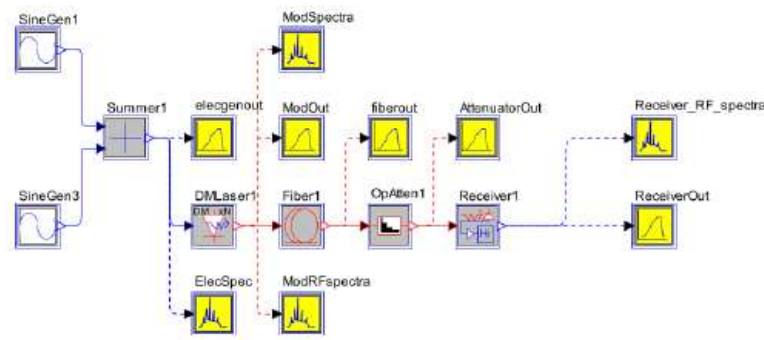 SineGen1
ModSpectra
Summer1
elecgenout
ModOut
fiberout
AttenuatorOut
Receiver_RF_spectra
SineGen3
DMLaser1
Fiber1
OpAtten1
Receiver1
ReceiverOut
ElecSpec
ModRFspectra